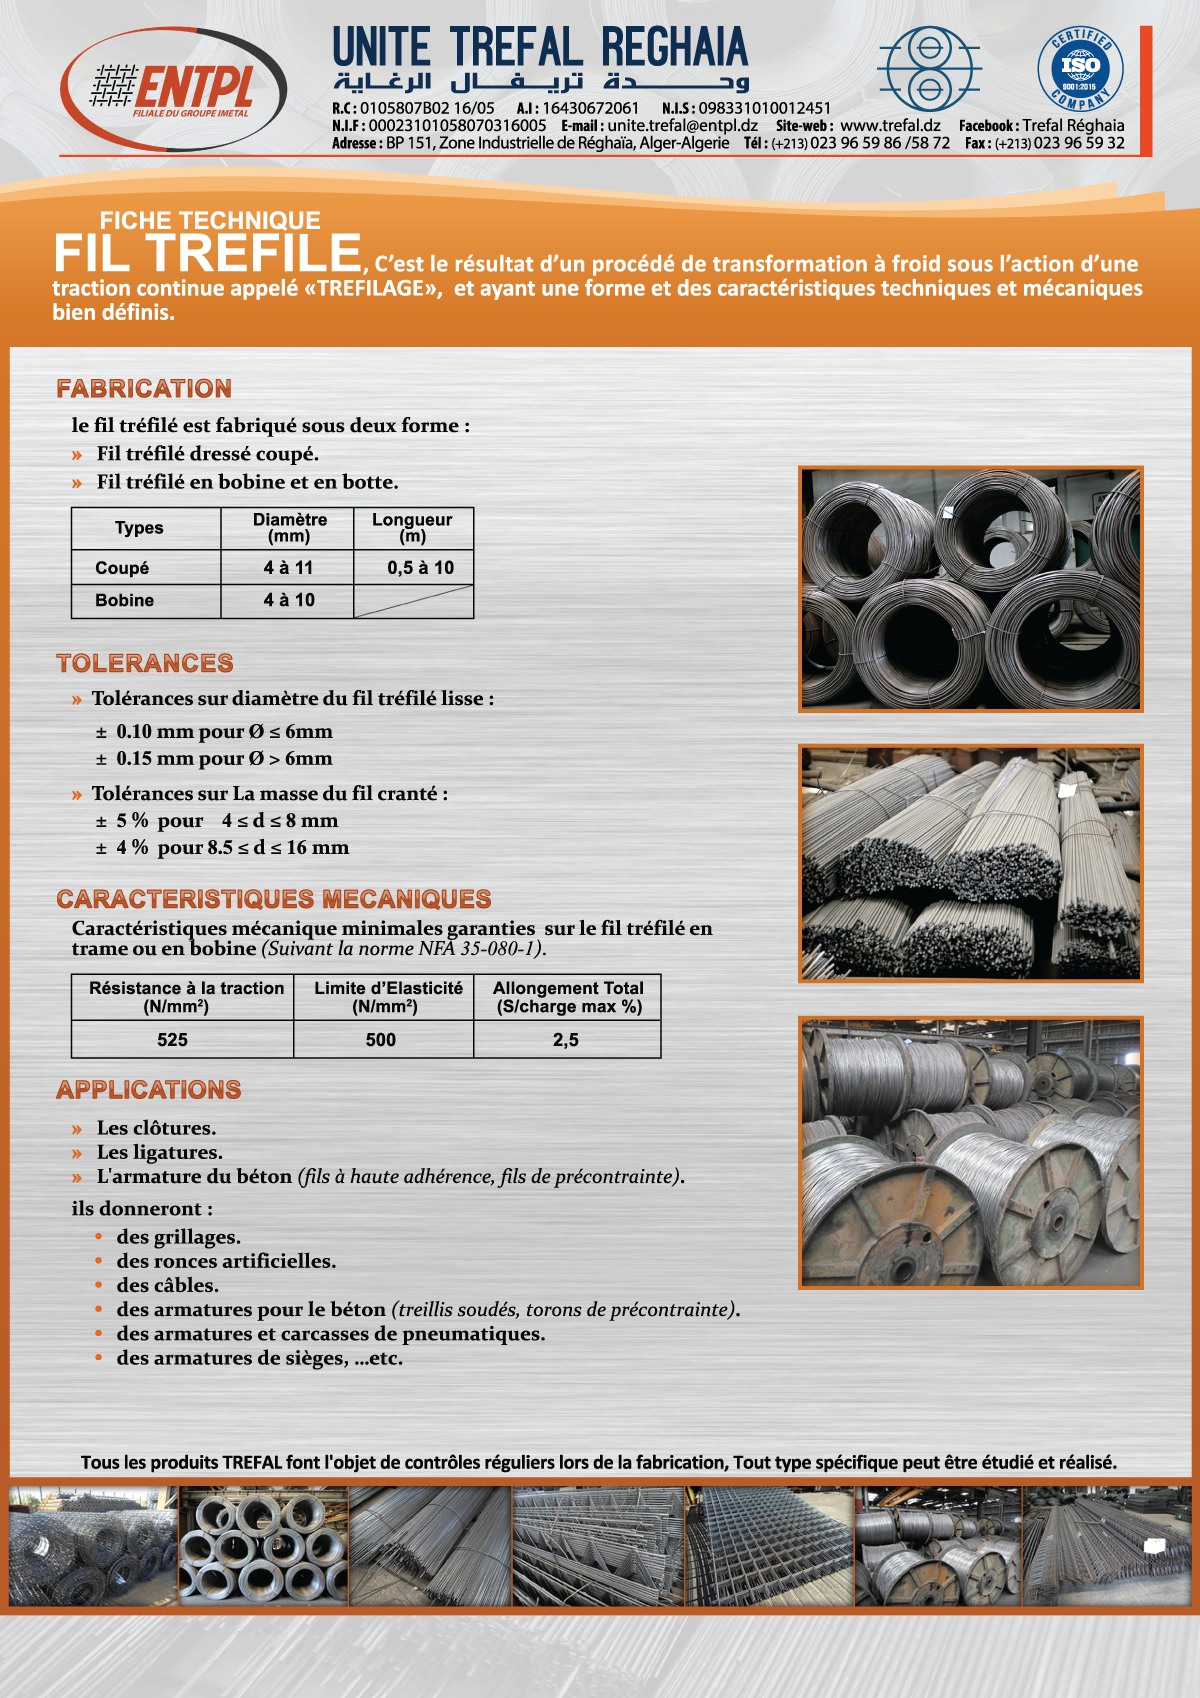 ENTPL
FILIALE DU GROUPE IMETAL
UNITE TREFAL REGHAIA
وحدة تريفال الرغاية
R.C : 0105807B02 16/05 A.I : 16430672061 N.I.S : 098331010012451
N.I.F : 00023101058070316005 E-mail : unite.trefal@entpl.dz Site-web : www.trefal.dz Facebook : Trefal Réghaia
Adresse : BP 151, Zone Industrielle de Réghaïa, Alger-Algerie Tél : (+213) 023 96 59 86 /58 72 Fax : (+213) 023 96 59 32
CERTIFIED
ISO
9001:2015
COMPANY
FICHE TECHNIQUE
FIL TREFILE, C’est le résultat d’un procédé de transformation à froid sous l’action d’une
traction continue appelé «TREFILAGE», et ayant une forme et des caractéristiques techniques et mécaniques
bien définis.
FABRICATION
le fil tréfilé est fabriqué sous deux forme :
» Fil tréfilé dressé coupé.
» Fil tréfilé en bobine et en botte.
Types Diamètre (mm) Longueur (m)
Coupé 4 à 11 0,5 à 10
Bobine 4 à 10
TOLERANCES
» Tolérances sur diamètre du fil tréfilé lisse :
± 0.10 mm pour Ø ≤ 6mm
± 0.15 mm pour Ø > 6mm
» Tolérances sur La masse du fil cranté :
± 5 % pour 4 ≤ d ≤ 8 mm
± 4 % pour 8.5 ≤ d ≤ 16 mm
CARACTERISTIQUES MECANIQUES
Caractéristiques mécanique minimales garanties sur le fil tréfilé en
trame ou en bobine (Suivant la norme NFA 35-080-1).
Résistance à la traction (N/mm²) Limite d’Elasticité (N/mm²) Allongement Total (S/charge max %)
525 500 2,5
APPLICATIONS
» Les clôtures.
» Les ligatures.
» L'armature du béton (fils à haute adhérence, fils de précontrainte).
ils donneront :
• des grillages.
• des ronces artificielles.
• des câbles.
• des armatures pour le béton (treillis soudés, torons de précontrainte).
• des armatures et carcasses de pneumatiques.
• des armatures de sièges, ...etc.
Tous les produits TREFAL font l'objet de contrôles réguliers lors de la fabrication, Tout type spécifique peut être étudié et réalisé.